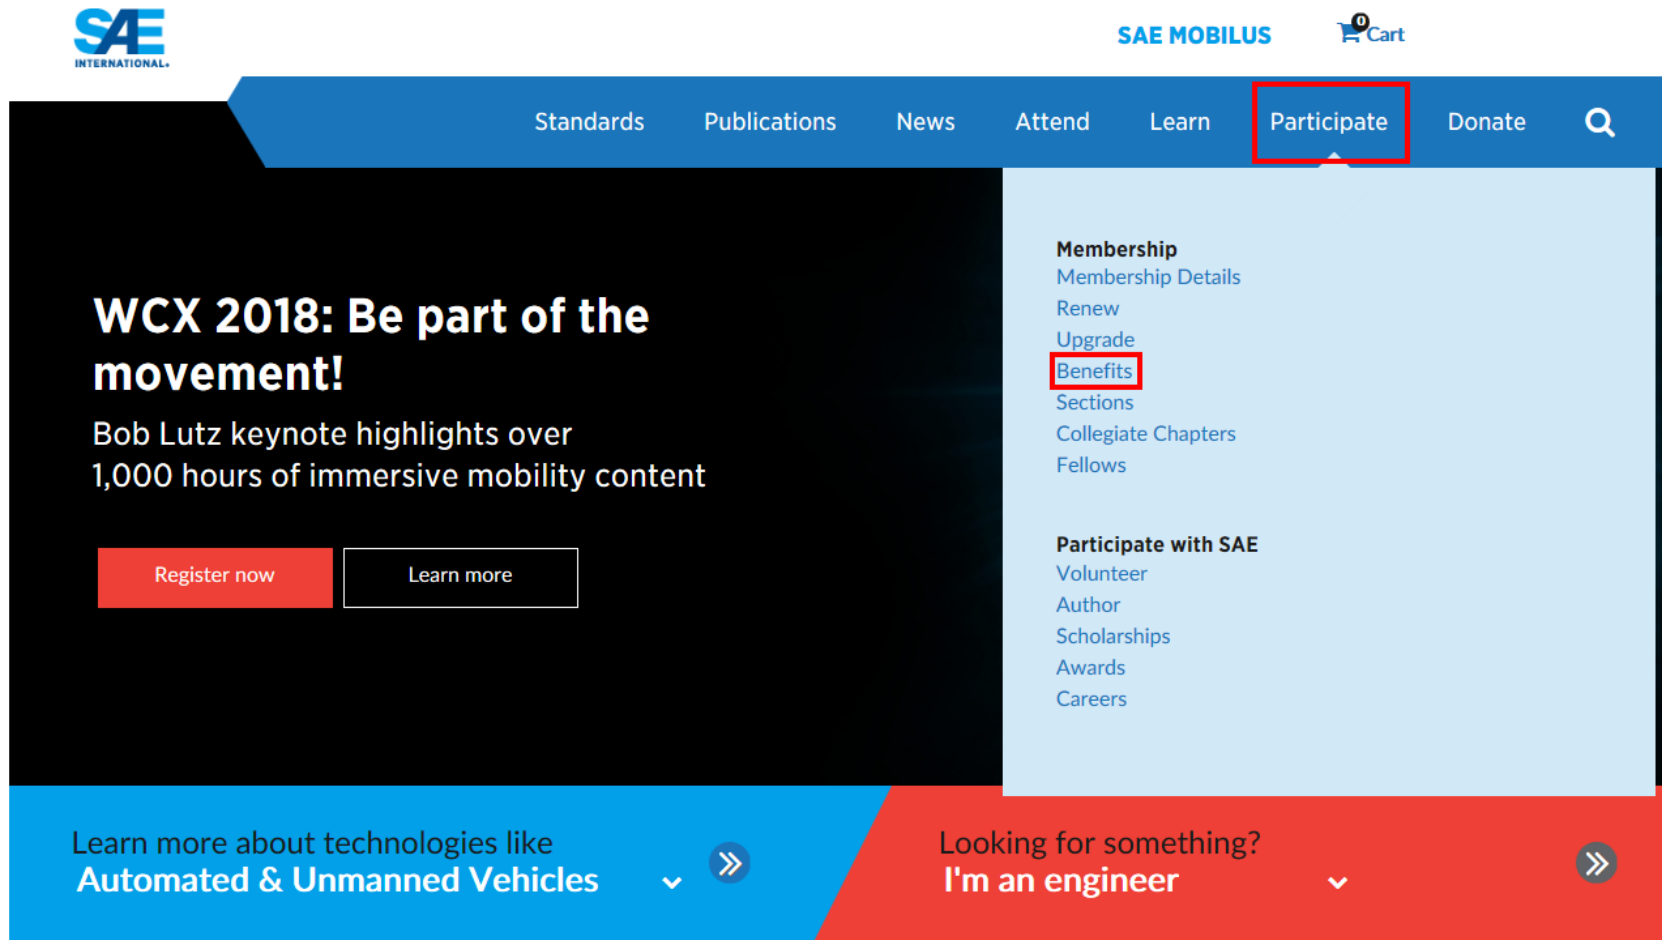 SAE
INTERNATIONAL®
SAE MOBILUS
0
Cart
Standards
Publications
News
Attend
Learn
Participate
Donate
WCX 2018: Be part of the
movement!
Bob Lutz keynote highlights over
1,000 hours of immersive mobility content
Register now
Learn more
Membership
Membership Details
Renew
Upgrade
Benefits
Sections
Collegiate Chapters
Fellows
Participate with SAE
Volunteer
Author
Scholarships
Awards
Careers
Learn more about technologies like
Automated & Unmanned Vehicles
Looking for something?
I'm an engineer